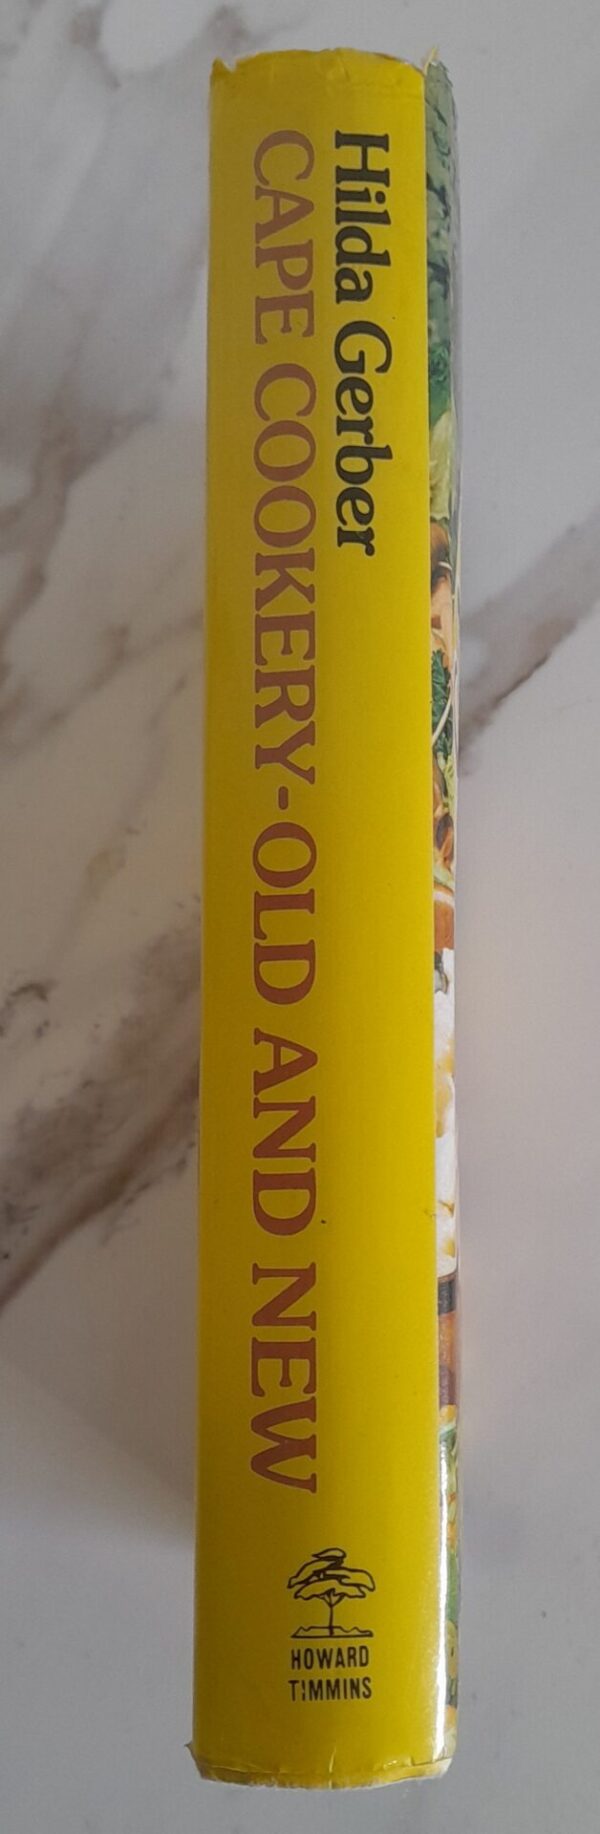 Hilda Gerber
CAPE COOKERY-OLD AND NEW
HOWARD
TIMMINS